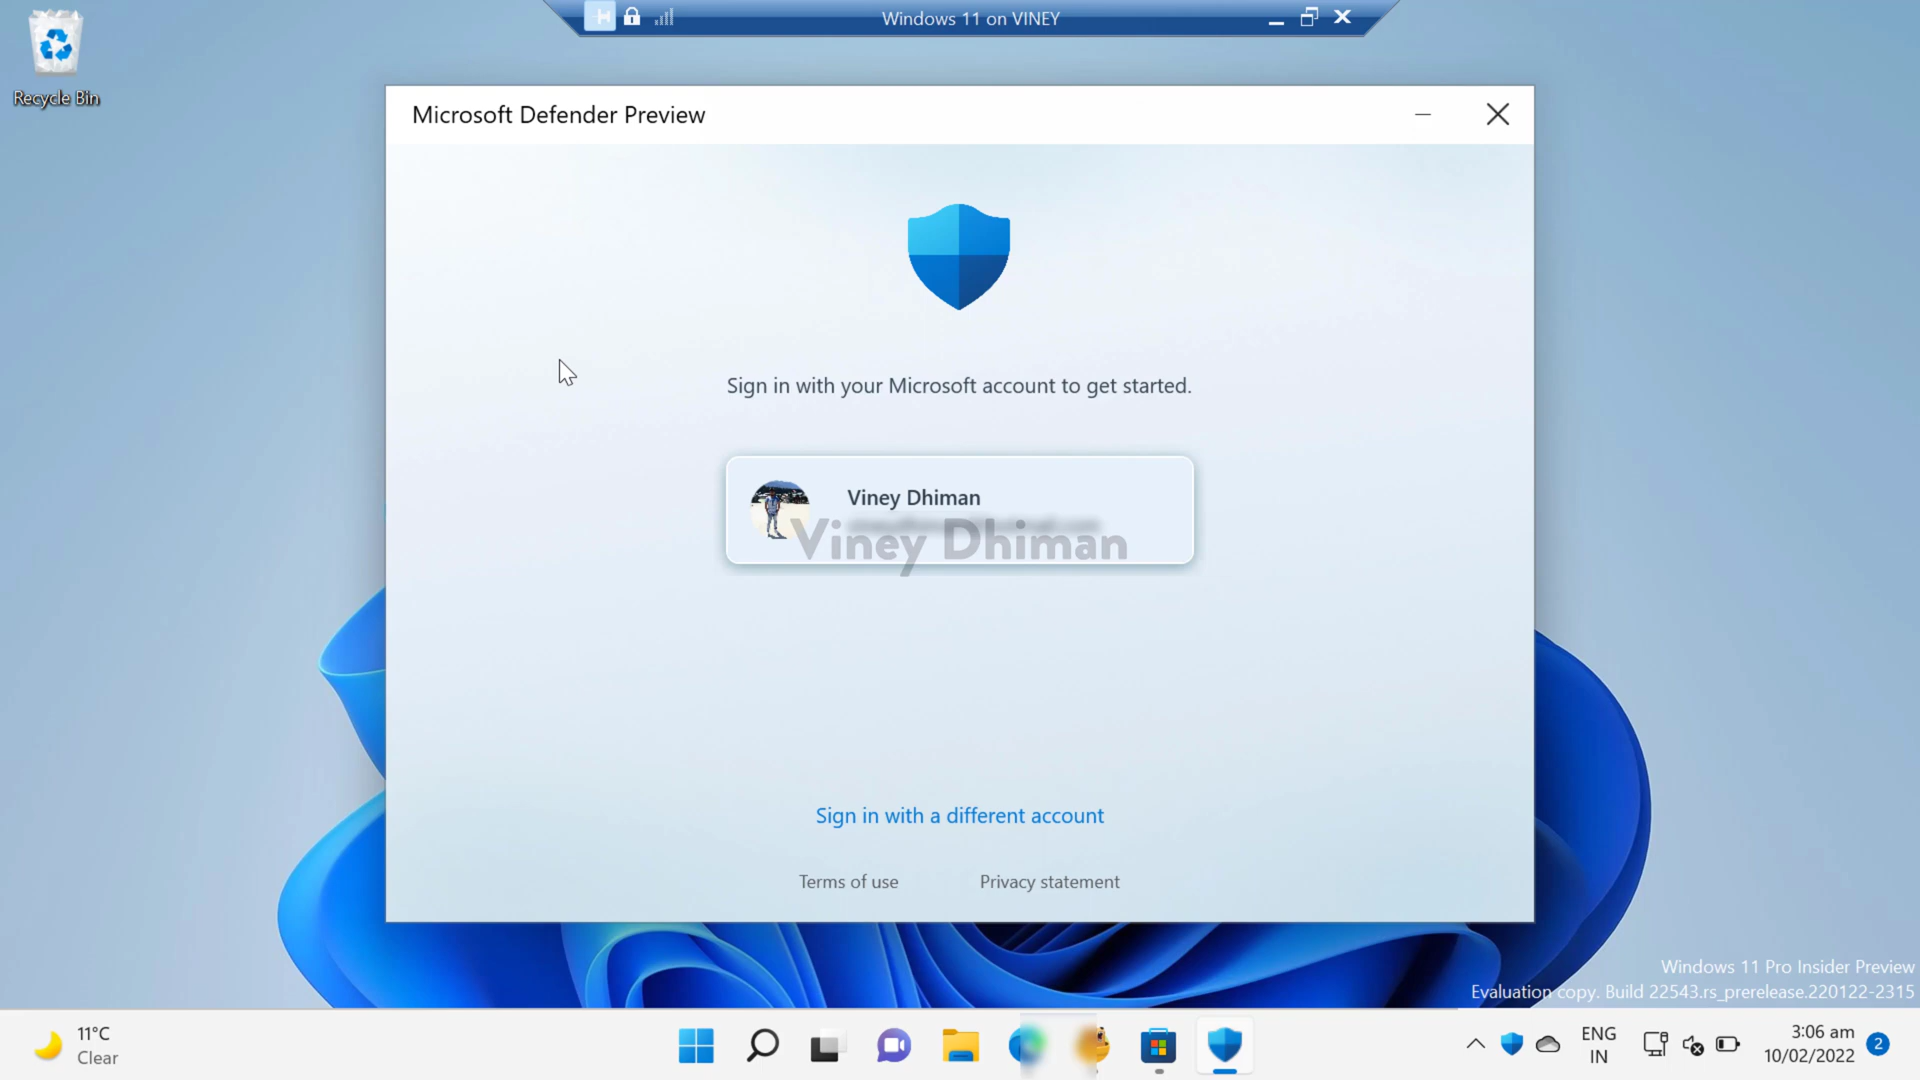 Windows 11 on VINEY
Recycle Bin
Microsoft Defender Preview
Sign in with your Microsoft account to get started.
Viney Dhiman
Viney Dhiman
Sign in with a different account
Terms of use
Privacy statement
Windows 11 Pro Insider Preview
Evaluation copy. Build 22543.rs_prerelease.220122-2315
11°C
Clear
ENG
IN
3:06 am
10/02/2022
2